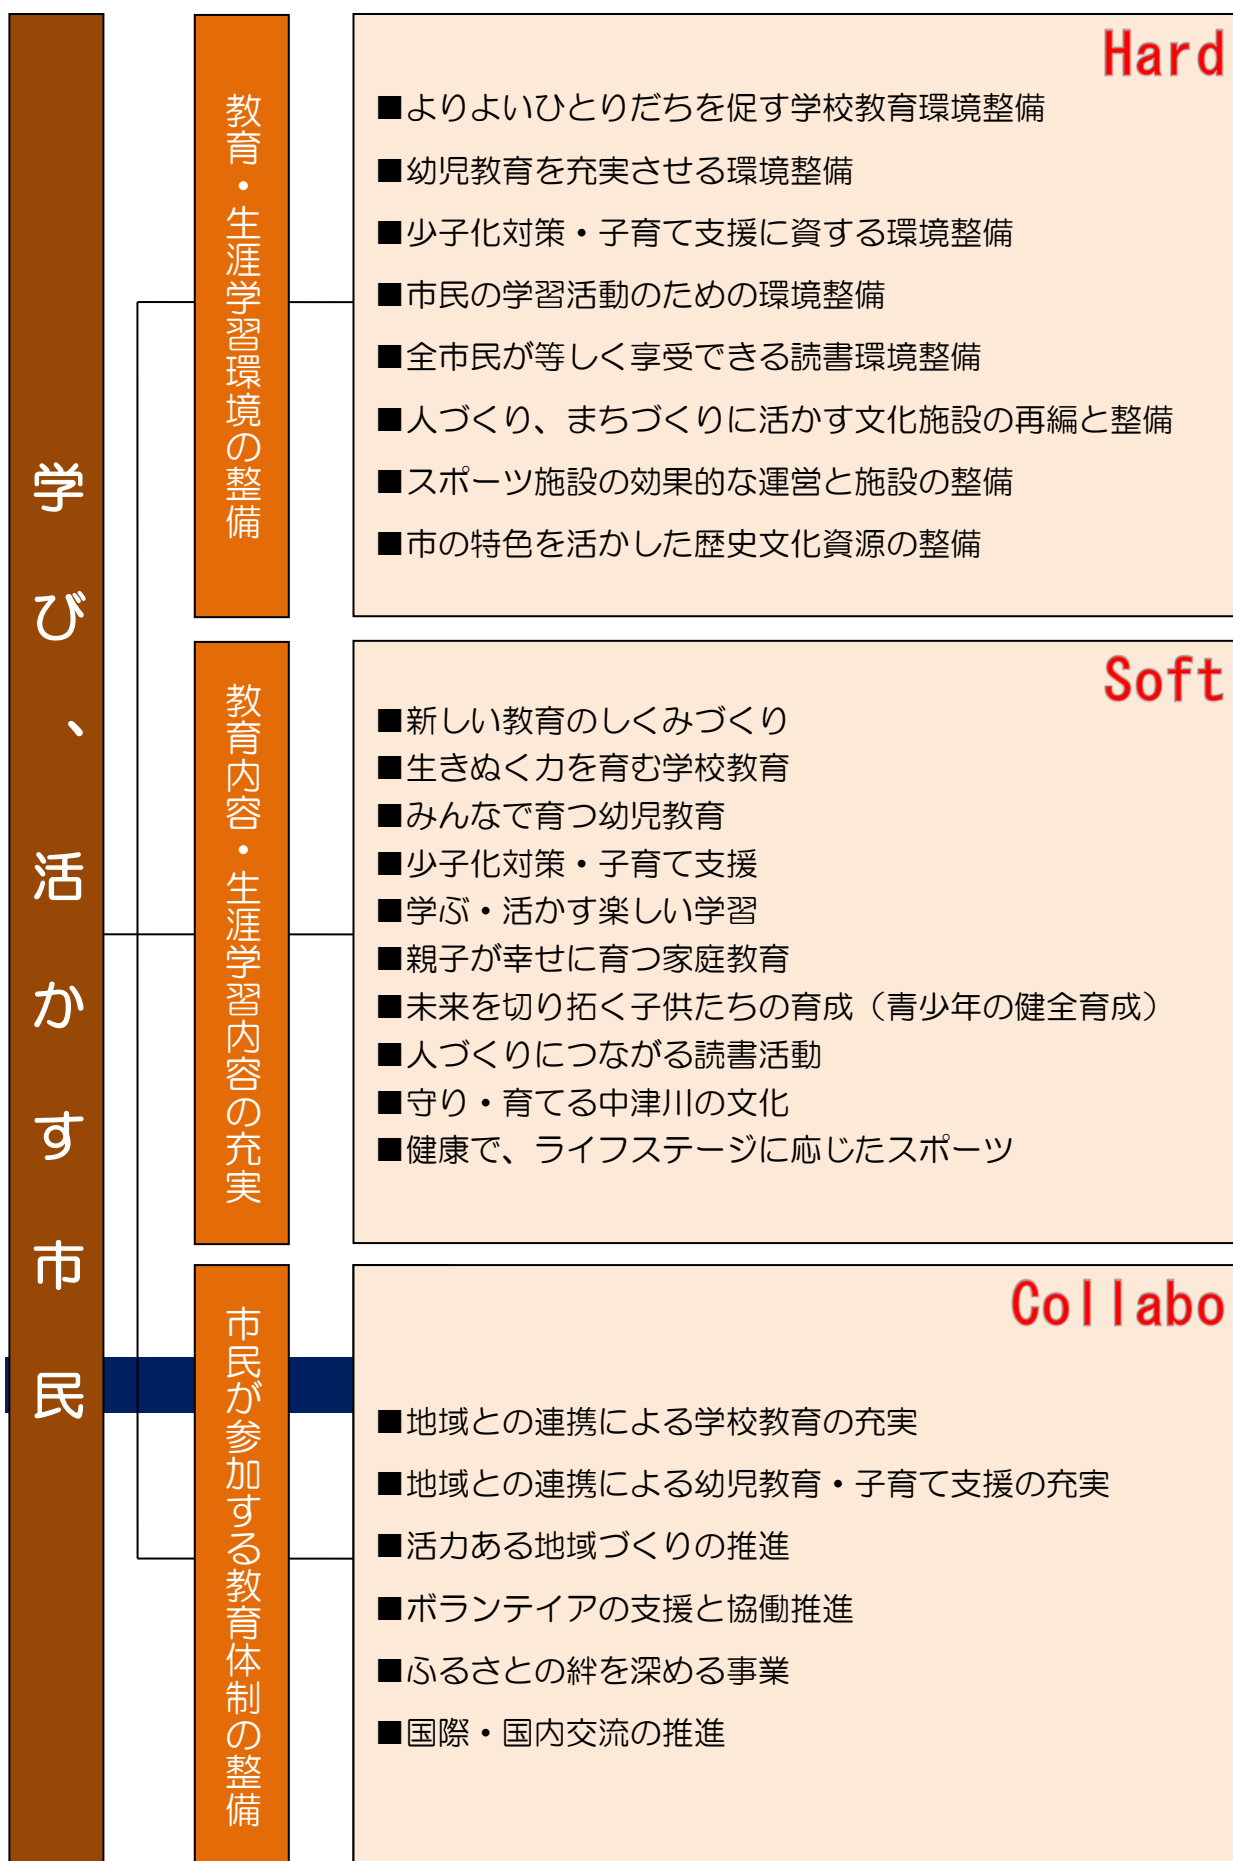 学び、活かす市民
教育・生涯学習環境の整備
Hard
■よりよいひとりだちを促す学校教育環境整備
■幼児教育を充実させる環境整備
■少子化対策・子育て支援に資する環境整備
■市民の学習活動のための環境整備
■全市民が等しく享受できる読書環境整備
■人づくり、まちづくりに活かす文化施設の再編と整備
■スポーツ施設の効果的な運営と施設の整備
■市の特色を活かした歴史文化資源の整備
教育内容・生涯学習内容の充実
Soft
■新しい教育のしくみづくり
■生きぬく力を育む学校教育
■みんなで育つ幼児教育
■少子化対策・子育て支援
■学ぶ・活かす楽しい学習
■親子が幸せに育つ家庭教育
■未来を切り拓く子供たちの育成（青少年の健全育成）
■人づくりにつながる読書活動
■守り・育てる中津川の文化
■健康で、ライフステージに応じたスポーツ
市民が参加する教育体制の整備
Collabo
■地域との連携による学校教育の充実
■地域との連携による幼児教育・子育て支援の充実
■活力ある地域づくりの推進
■ボランテイアの支援と協働推進
■ふるさとの絆を深める事業
■国際・国内交流の推進